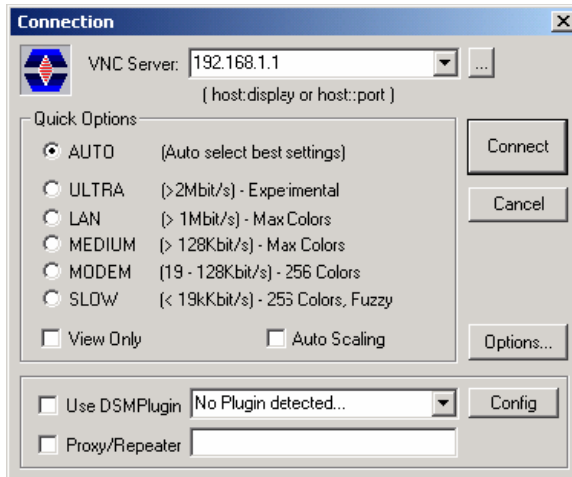 Connection
VNC Server: 192.168.1.1 ...
( host:display or host::port )
Quick Options
AUTO (Auto select best settings)
ULTRA (>2Mbit/s) - Experimental
LAN (> 1Mbit/s) - Max Colors
MEDIUM (> 128Kbit/s) - Max Colors
MODEM (19 - 128Kbit/s) - 256 Colors
SLOW (< 19kKbit/s) - 256 Colors, Fuzzy
View Only Auto Scaling
Connect
Cancel
Options...
Use DSMPlugin No Plugin detected... Config
Proxy/Repeater